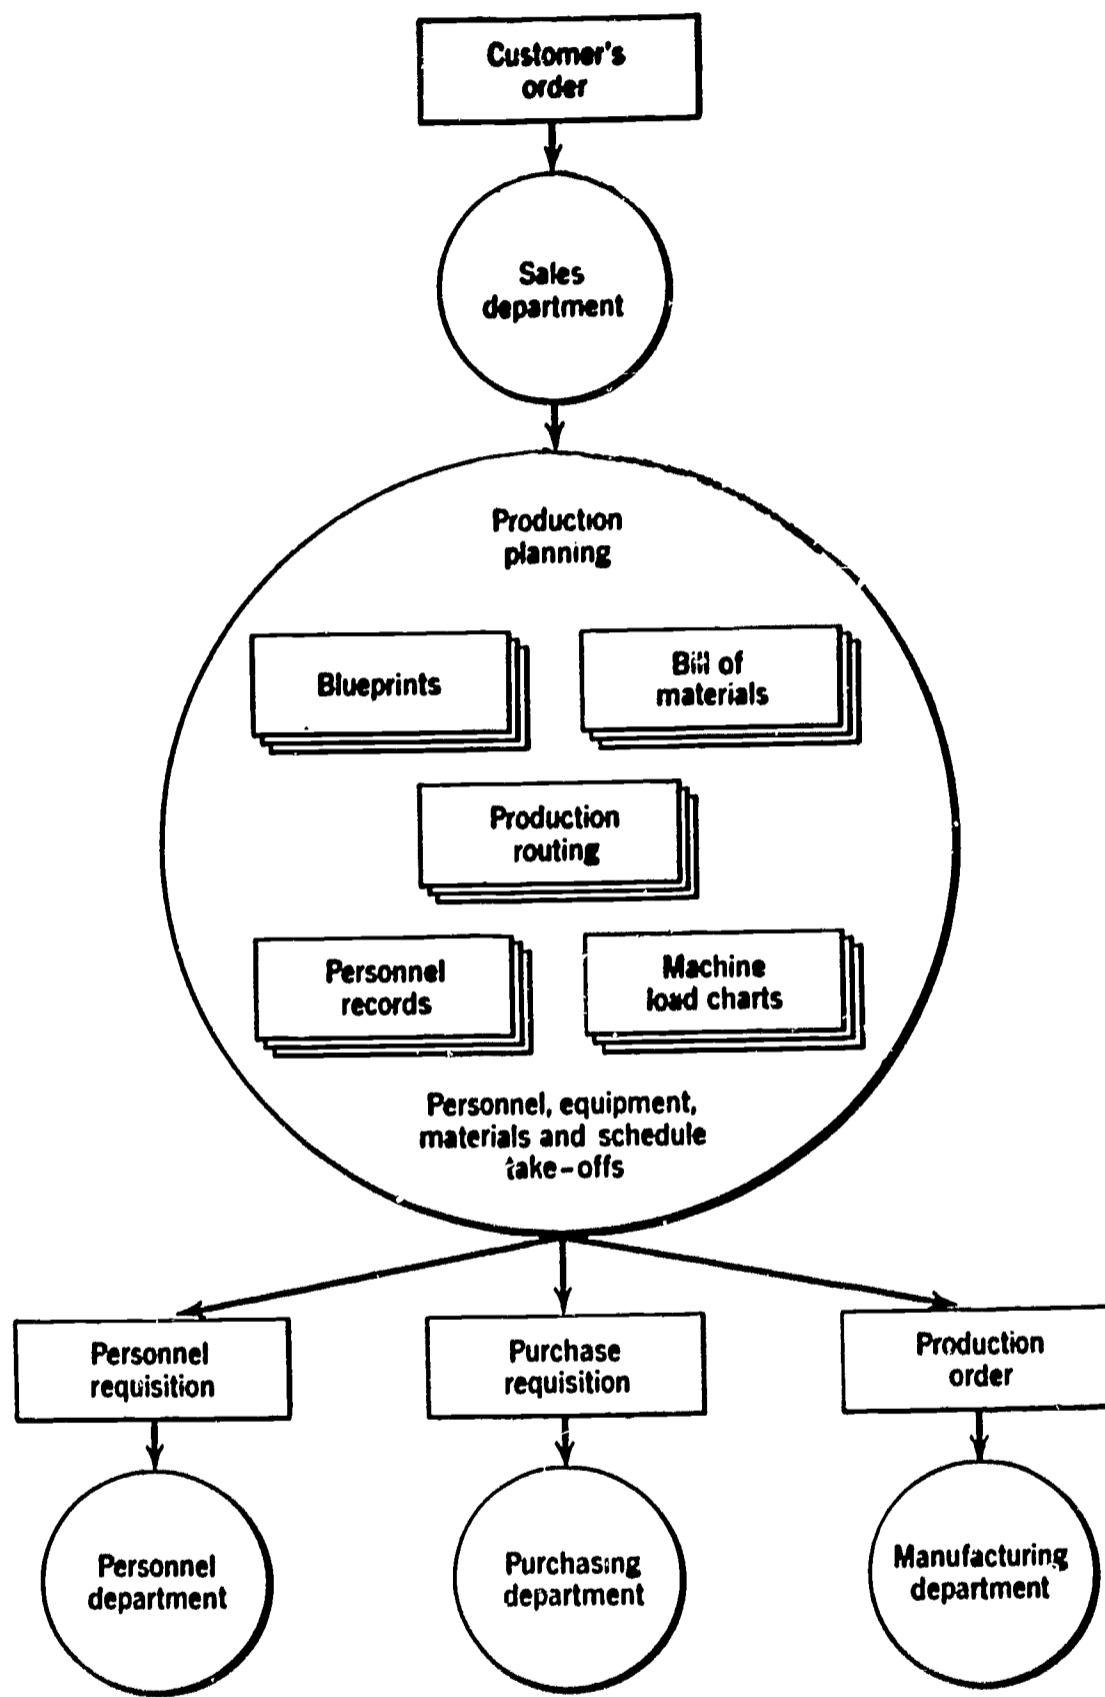 Customer's
order
Sales
department
Production
planning
Blueprints
Bill of
materials
Production
routing
Personnel
records
Machine
load charts
Personnel, equipment,
materials and schedule
take-offs
Personnel
requisition
Purchase
requisition
Production
order
Personnel
department
Purchasing
department
Manufacturing
department